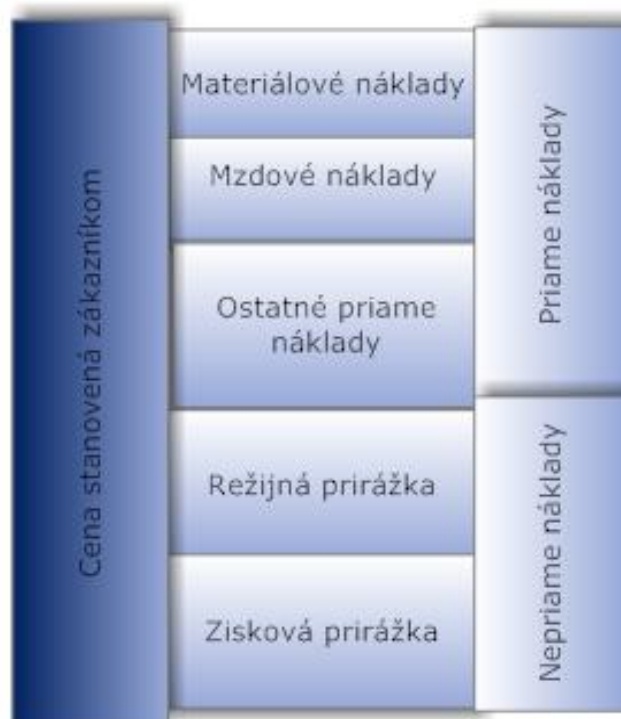 Cena stanovená zákazníkom
Materiálové náklady
Mzdové náklady
Ostatné priame
náklady
Režijná prirážka
Zisková prirážka
Priame náklady
Nepriame náklady